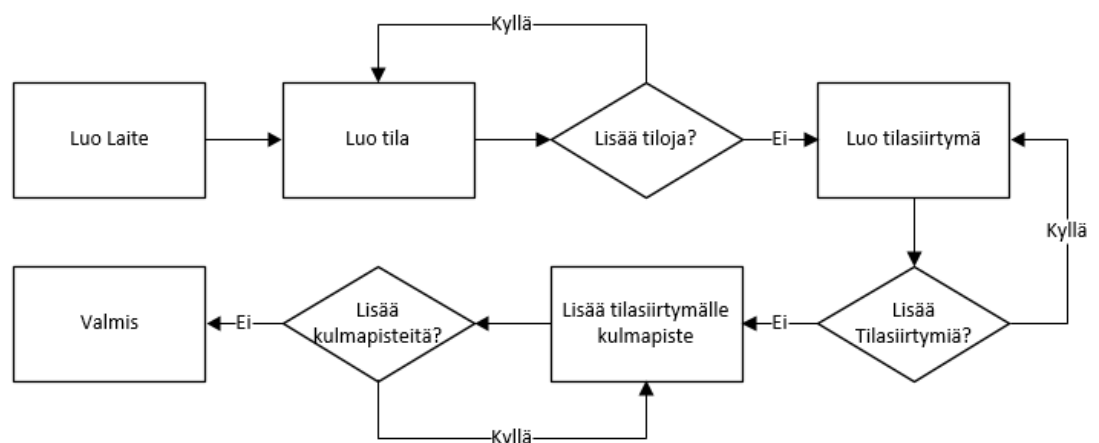 Kyllä
Luo Laite
Luo tila
Lisää tiloja?
Ei
Luo tilasiirtymä
Kyllä
Lisää
Tilasiirtymiä?
Ei
Lisää tilasiirtymälle
kulmapiste
Lisää
kulmapisteitä?
Ei
Valmis
Kyllä